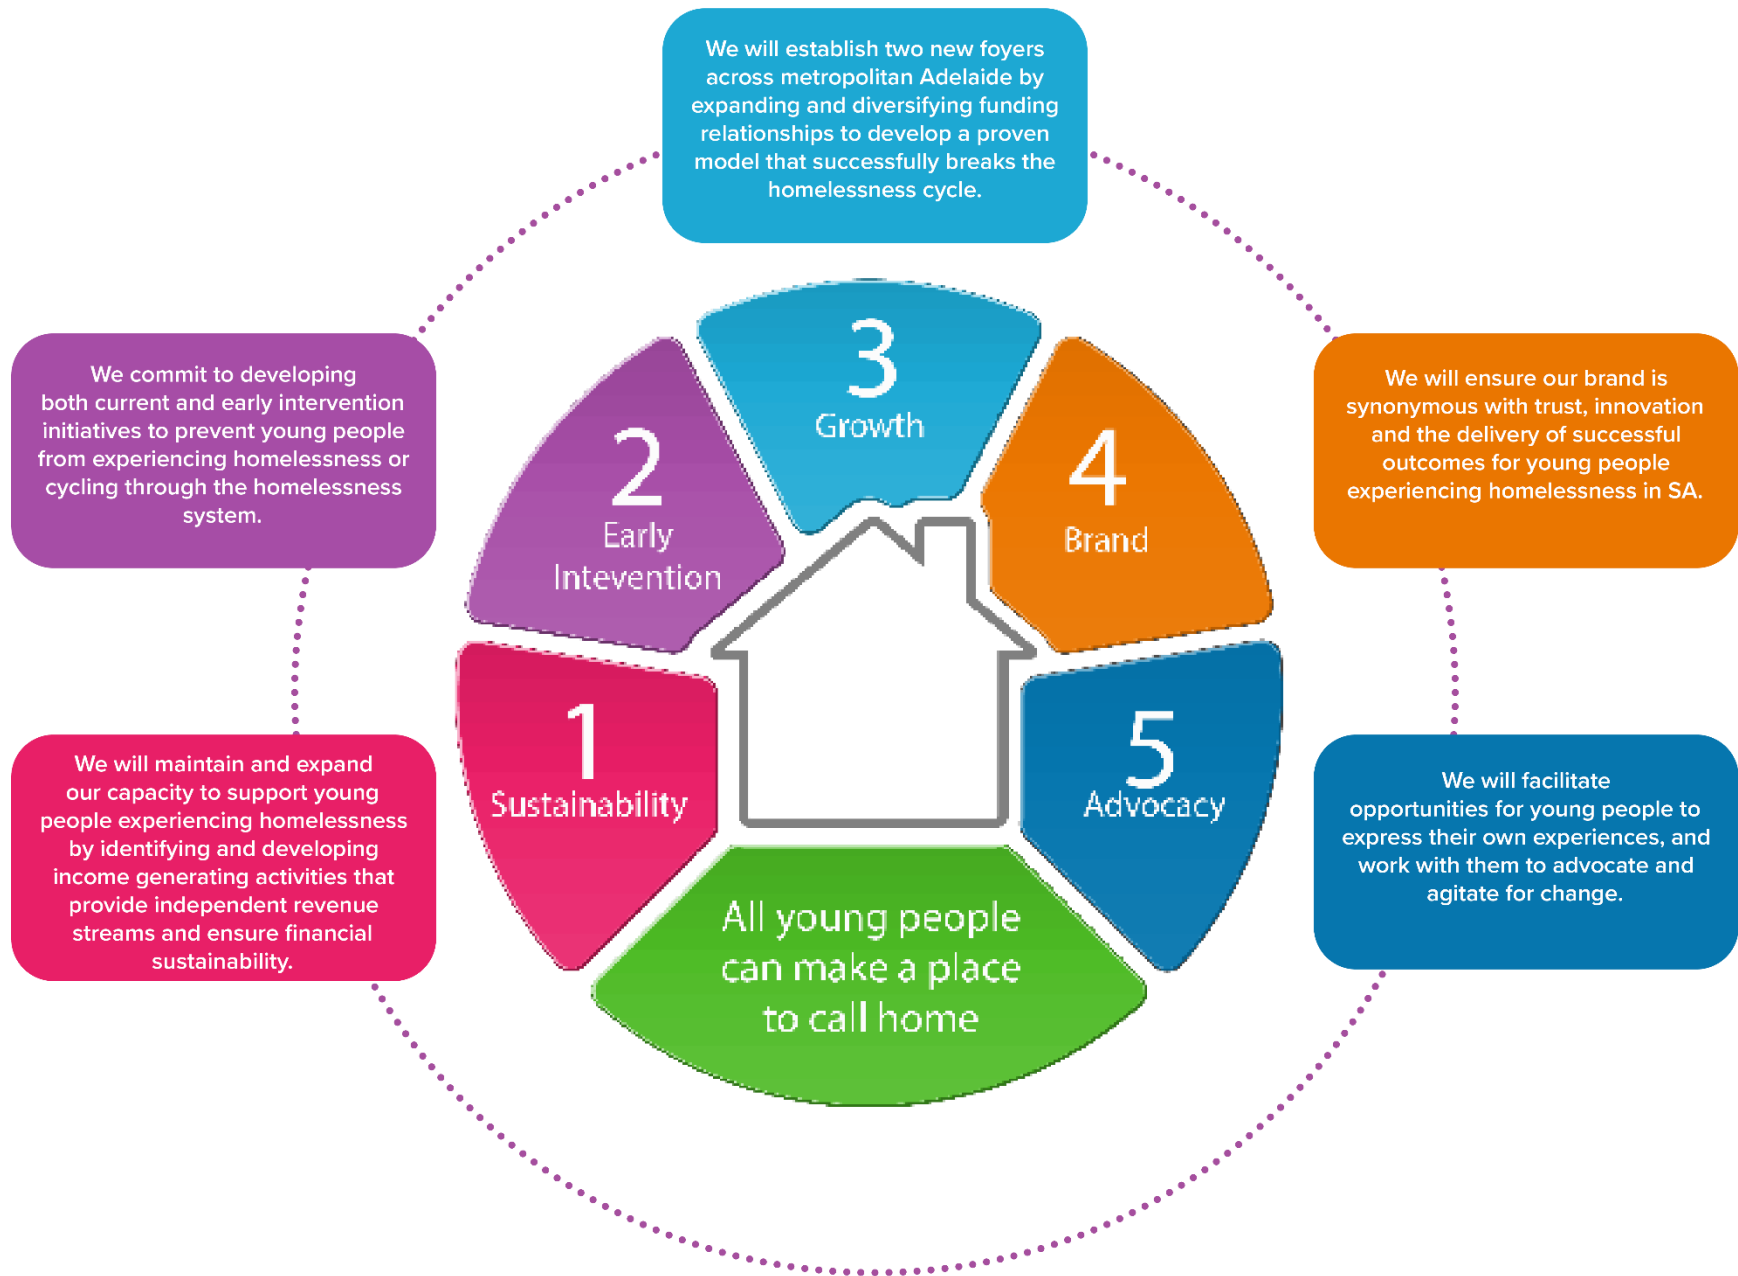 We will establish two new foyers
across metropolitan Adelaide by
expanding and diversifying funding
relationships to develop a proven
model that successfully breaks the
homelessness cycle.
We commit to developing
both current and early intervention
initiatives to prevent young people
from experiencing homelessness or
cycling through the homelessness
system.
We will ensure our brand is
synonymous with trust, innovation
and the delivery of successful
outcomes for young people
experiencing homelessness in SA.
3
Growth
2
Early
Intevention
4
Brand
1
Sustainability
5
Advocacy
We will maintain and expand
our capacity to support young
people experiencing homelessness
by identifying and developing
income generating activities that
provide independent revenue
streams and ensure financial
sustainability.
We will facilitate
opportunities for young people to
express their own experiences, and
work with them to advocate and
agitate for change.
All young people
can make a place
to call home